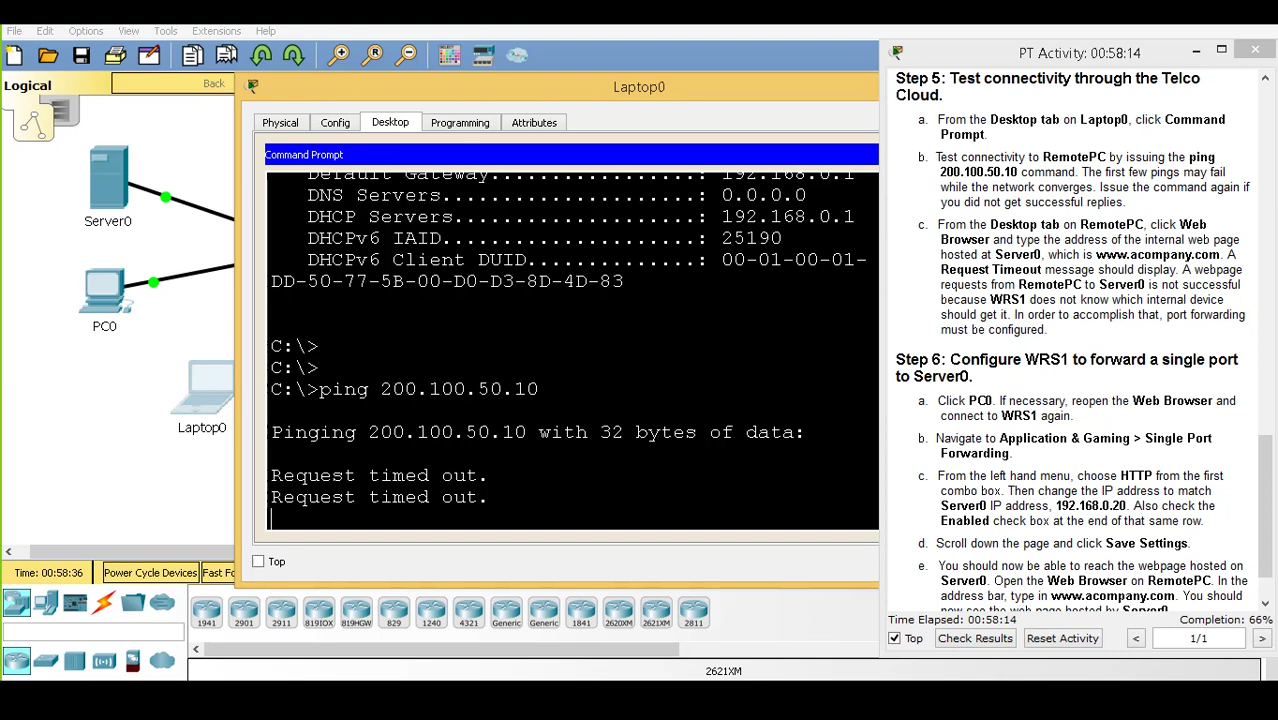 File Edit Options View Tools Extensions Help
Logical
Back
Server0
PC0
Laptop0
Laptop0
Physical Config Desktop Programming Attributes
Command Prompt
Default Gateway.................: 192.168.0.1
DNS Servers.....................: 0.0.0.0
DHCP Servers....................: 192.168.0.1
DHCPv6 IAID.....................: 25190
DHCPv6 Client DUID..............: 00-01-00-01-
DD-50-77-5B-00-D0-D3-8D-4D-83
C:\>
C:\>
C:\>ping 200.100.50.10
Pinging 200.100.50.10 with 32 bytes of data:
Request timed out.
Request timed out.
Top
Time: 00:58:36 Power Cycle Devices Fast Fo
1941 2901 2911 819IOX 819HGW 829 1240 4321 Generic Generic 1841 2620XM 2621XM 2811
2621XM
PT Activity: 00:58:14
Step 5: Test connectivity through the Telco
Cloud.
a. From the Desktop tab on Laptop0, click Command
Prompt.
b. Test connectivity to RemotePC by issuing the ping
200.100.50.10 command. The first few pings may
fail while the network converges. Issue the command again if
you did not get successful replies.
c. From the Desktop tab on RemotePC, click Web
Browser and type the address of the internal web page
hosted at Server0, which is www.acompany.com. A
Request Timeout message should display. A webpage
requests from RemotePC to Server0 is not successful
because WRS1 does not know which internal device
should get it. In order to accomplish that, port forwarding
must be configured.
Step 6: Configure WRS1 to forward a single port
to Server0.
a. Click PC0. If necessary, reopen the Web Browser and
connect to WRS1 again.
b. Navigate to Application & Gaming > Single Port
Forwarding.
c. From the left hand menu, choose HTTP from the first
combo box. Then change the IP address to match
Server0 IP address, 192.168.0.20. Also check the
Enabled check box at the end of that same row.
d. Scroll down the page and click Save Settings.
e. You should now be able to reach the webpage hosted on
Server0. Open the Web Browser on RemotePC. In the
address bar, type in www.acompany.com. You should
now see the web page hosted by Server0
Time Elapsed: 00:58:14 Completion: 66%
Top Check Results Reset Activity < 1/1 >